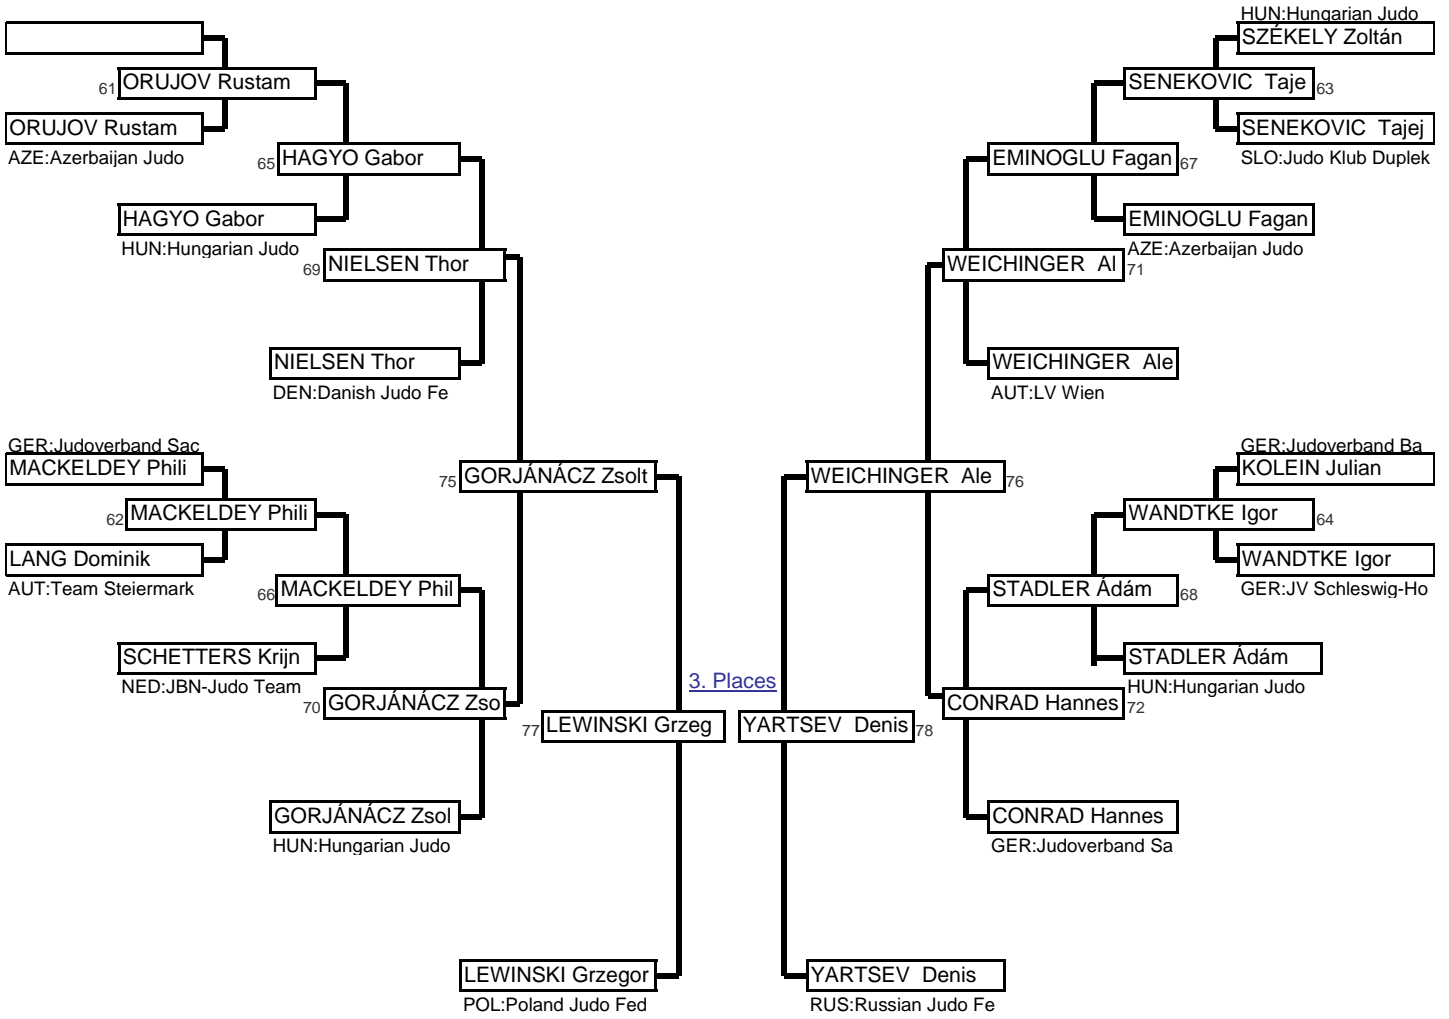 HUN:Hungarian Judo
SZÉKELY Zoltán
61 ORUJOV Rustam
SENEKOVIC Taje 63
ORUJOV Rustam
SENEKOVIC Tajej
AZE:Azerbaijan Judo
65 HAGYO Gabor
EMINOGLU Fagan 67
SLO:Judo Klub Duplek
HAGYO Gabor
EMINOGLU Fagan
HUN:Hungarian Judo
AZE:Azerbaijan Judo
69 NIELSEN Thor
WEICHINGER Al 71
NIELSEN Thor
WEICHINGER Ale
DEN:Danish Judo Fe
AUT:LV Wien
GER:Judoverband Sac
GER:Judoverband Ba
MACKELDEY Phili
KOLEIN Julian
75 GORJÁNÁCZ Zsolt
WEICHINGER Ale 76
62 MACKELDEY Phili
WANDTKE Igor 64
LANG Dominik
WANDTKE Igor
AUT:Team Steiermark
66 MACKELDEY Phil
STADLER Ádám 68
GER:JV Schleswig-Ho
SCHETTERS Krijn
STADLER Ádám
NED:JBN-Judo Team
3. Places
HUN:Hungarian Judo
70 GORJÁNÁCZ Zso
CONRAD Hannes 72
77 LEWINSKI Grzeg
YARTSEV Denis 78
GORJÁNÁCZ Zsol
CONRAD Hannes
HUN:Hungarian Judo
GER:Judoverband Sa
LEWINSKI Grzegor
YARTSEV Denis
POL:Poland Judo Fed
RUS:Russian Judo Fe